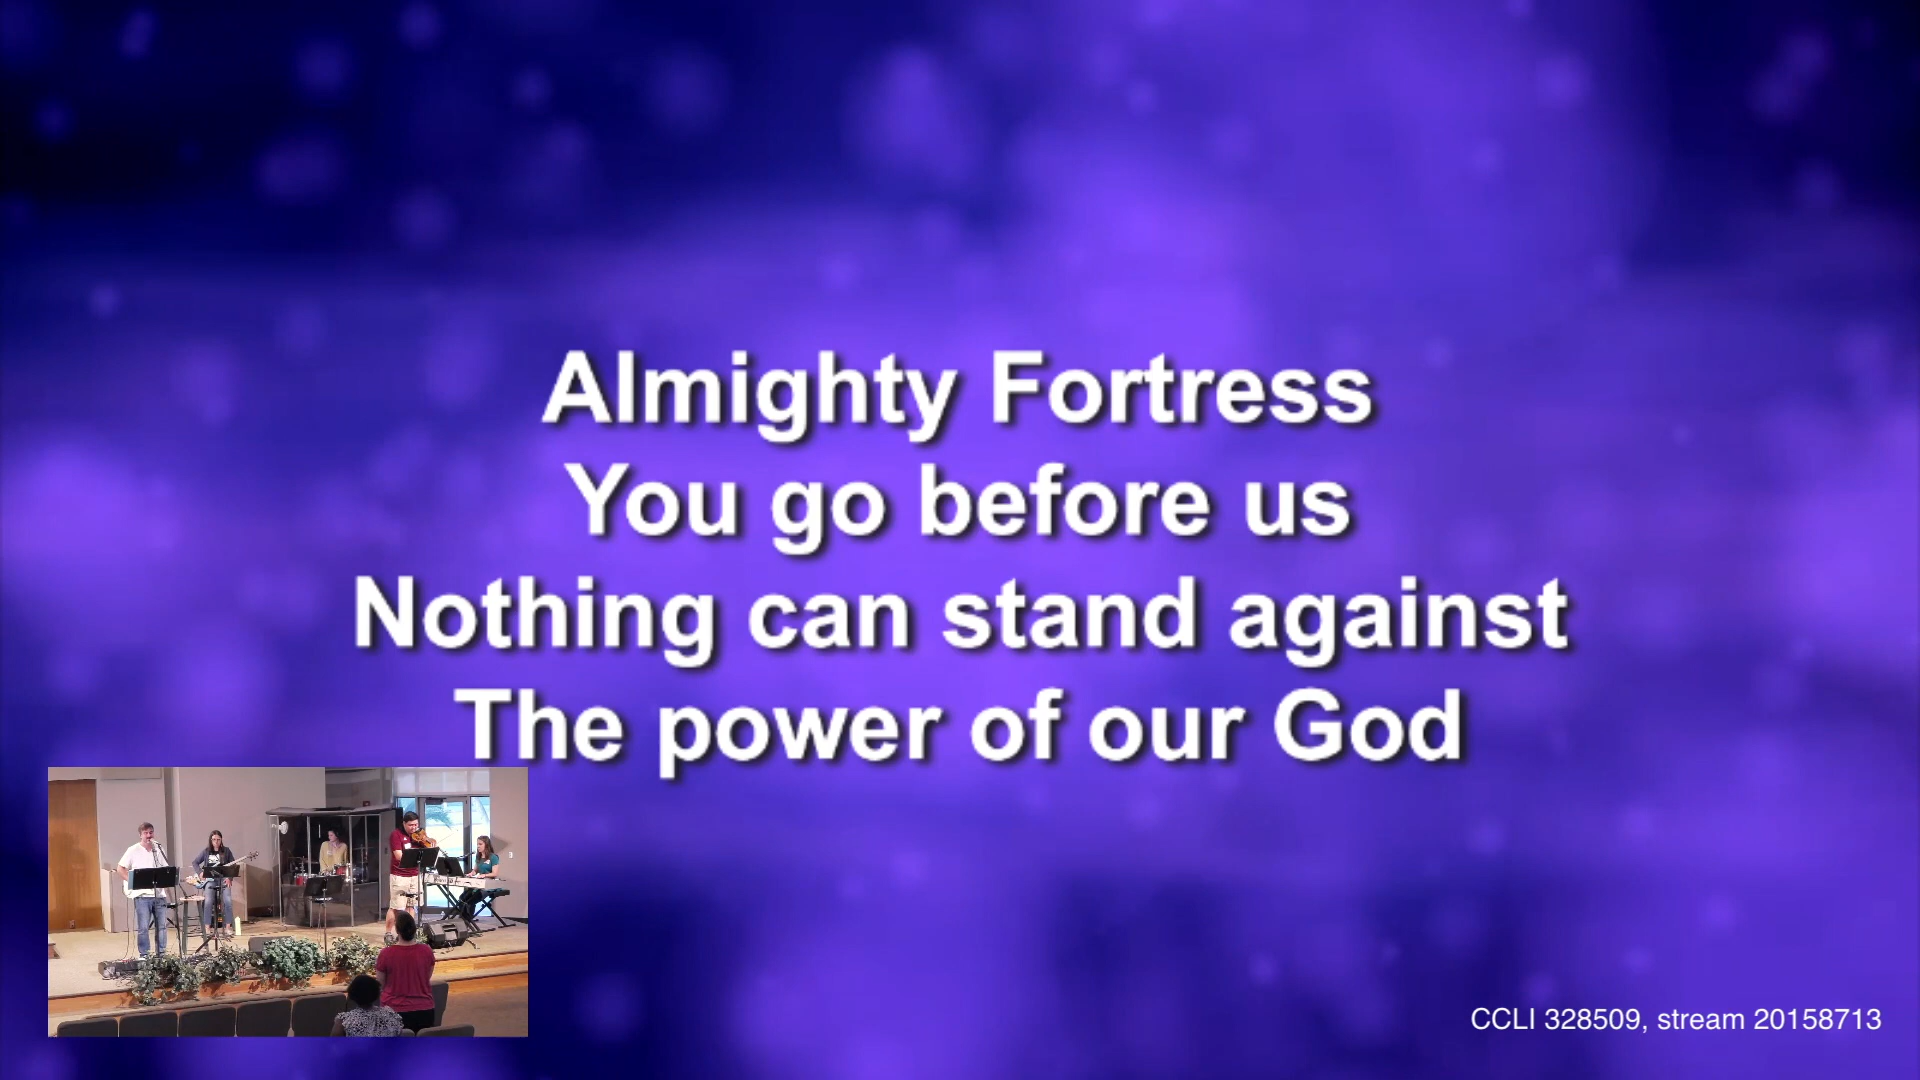 Almighty Fortress
You go before us
Nothing can stand against
The power of our God
CCLI 328509, stream 20158713